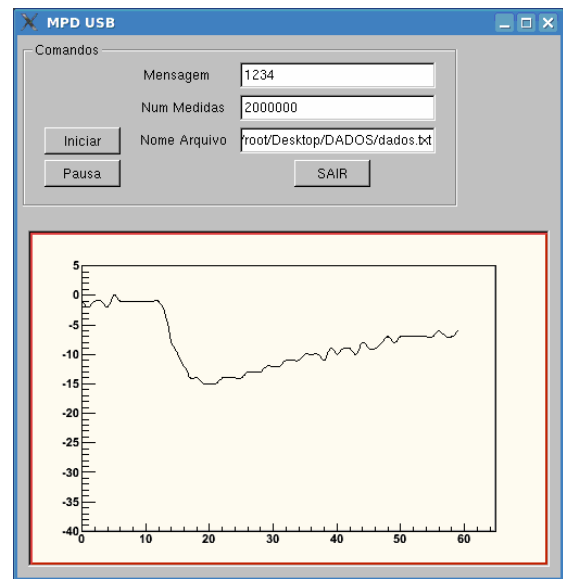 MPD USB
Comandos
Mensagem 1234
Num Medidas 2000000
Iniciar Nome Arquivo /root/Desktop/DADOS/dados.txt
Pausa SAIR
5
0
-5
-10
-15
-20
-25
-30
-35
-40
0 10 20 30 40 50 60